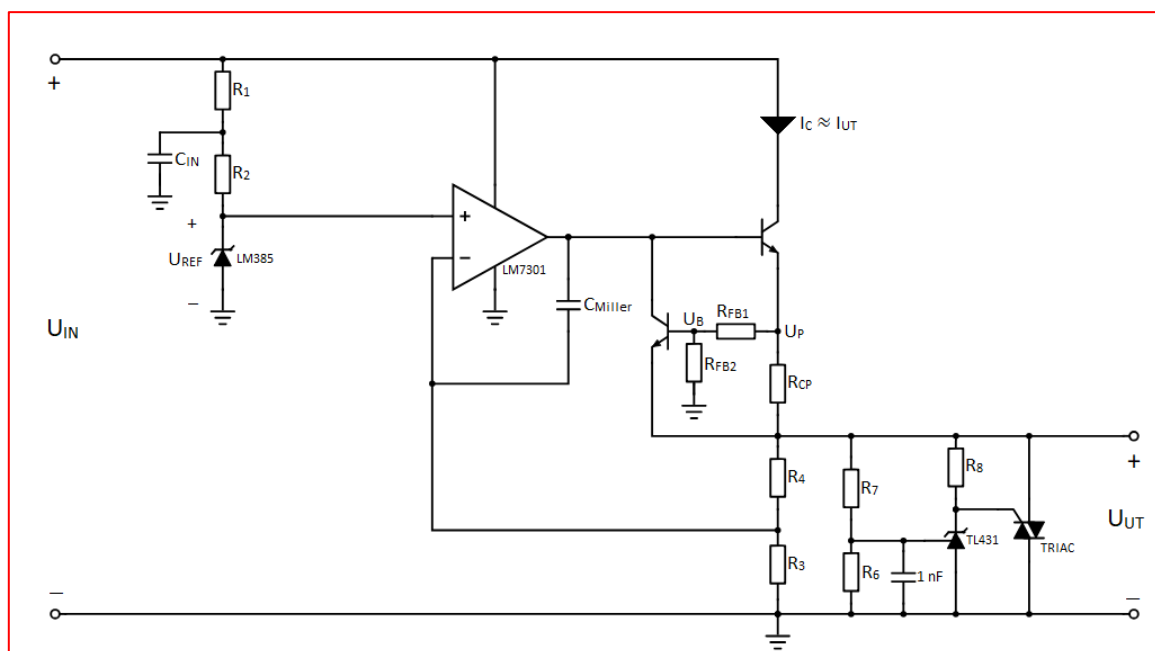 +
R1
IC ≈ IUT
CIN
R2
+
+
UREF
LM385
−
LM7301
−
CMiller
UB
RFB1
UP
UIN
RFB2
RCP
R4
R7
R8
+
UUT
TL431
TRIAC
R3
R6
1 nF
−
−